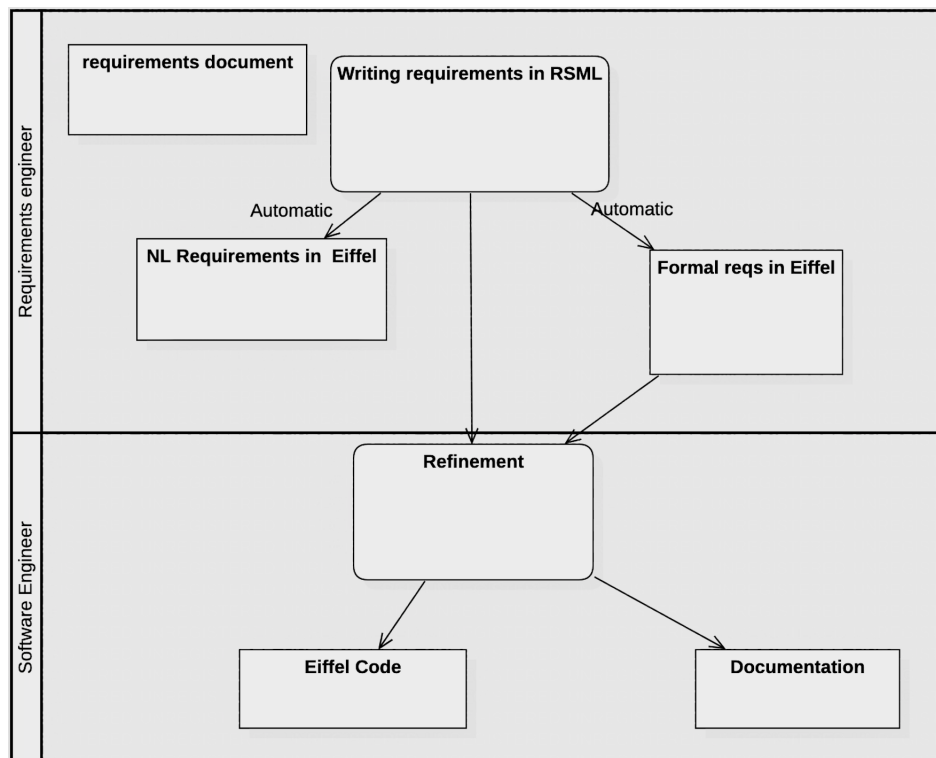 Requirements engineer
requirements document
Writing requirements in RSML
Automatic
Automatic
NL Requirements in  Eiffel
Formal reqs in Eiffel
Software Engineer
Refinement
Eiffel Code
Documentation